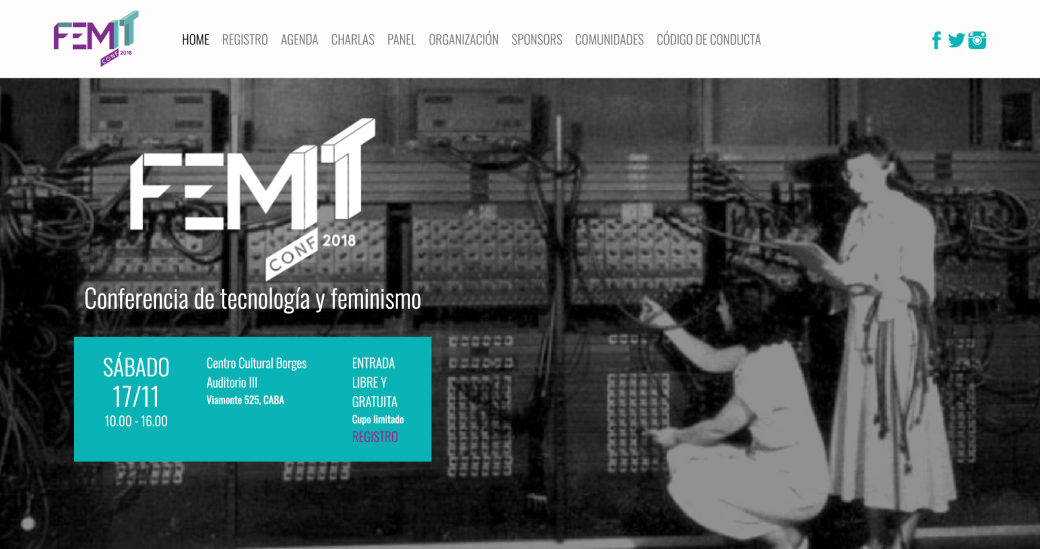 FEMIT
CONF 2018
HOME REGISTRO AGENDA CHARLAS PANEL ORGANIZACIÓN SPONSORS COMUNIDADES CÓDIGO DE CONDUCTA
FEMIT
CONF 2018
Conferencia de tecnología y feminismo
SÁBADO
17/11
10.00 - 16.00
Centro Cultural Borges
Auditorio III
Viamonte 525, CABA
ENTRADA
LIBRE Y
GRATUITA
Cupo limitado
REGISTRO